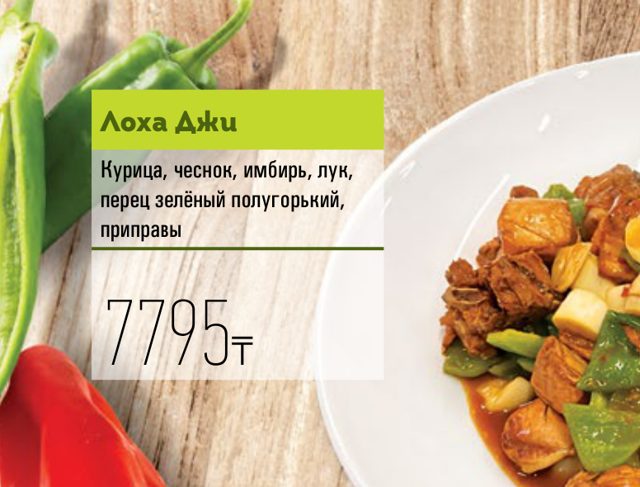 Лоха Джи
Курица, чеснок, имбирь, лук,
перец зелёный полугорький,
приправы
7795₸